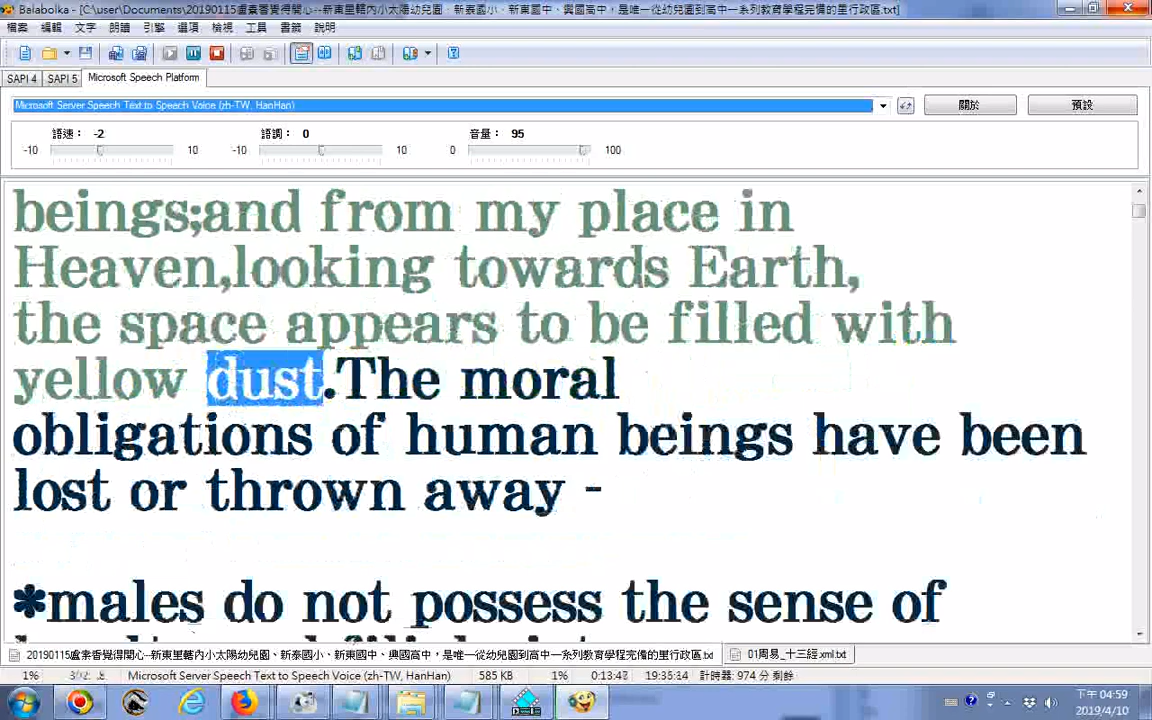 Balabolka - [C:\user\Documents\20190115盧素香覺得開心--新東里轄內小太陽幼兒園、新泰國小、新東國中、興國高中，是唯一從幼兒園到高中一系列教育學程完備的里行政區.txt]
檔案 編輯 文字 朗讀 引擎 選項 檢視 工具 書籤 說明
SAPI 4 SAPI 5 Microsoft Speech Platform
Microsoft Server Speech Text to Speech Voice (zh-TW, HanHan) 關於 預設
語速： -2 語調： 0 音量： 95
-10 10 -10 10 0 100
beings;and from my place in
Heaven,looking towards Earth,
the space appears to be filled with
yellow dust.The moral
obligations of human beings have been
lost or thrown away -
*males do not possess the sense of
20190115盧素香覺得開心--新東里轄內小太陽幼兒園、新泰國小、新東國中、興國高中，是唯一從幼兒園到高中一系列教育學程完備的里行政區.txt 01周易_十三經.xml.txt
1% Microsoft Server Speech Text to Speech Voice (zh-TW, HanHan) 585 KB 1% 19:35:14 計時器: 974 分 剩餘
下午 04:59
2019/4/10